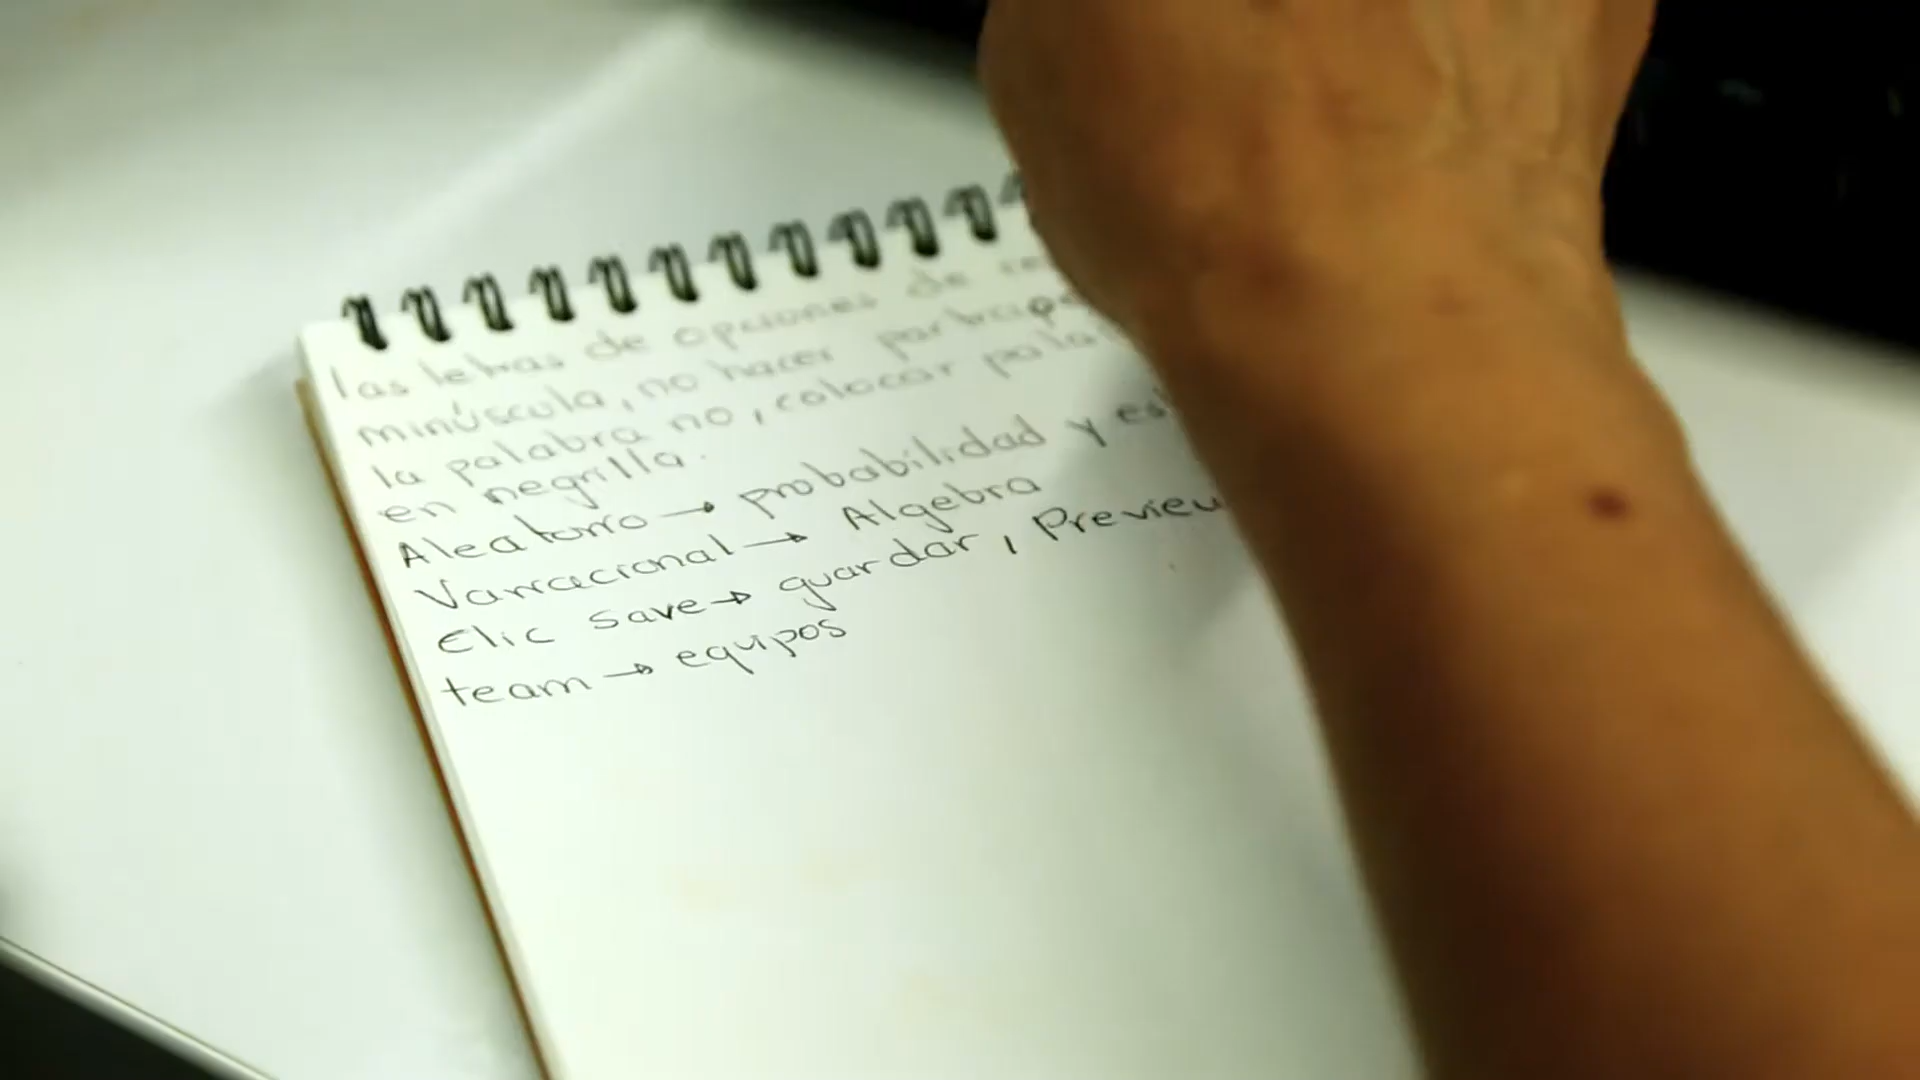 las letras de opciones de
minúscula, no hacer
la palabra no, colocar
en negrilla.
Aleatorio → probabilidad y
Variacional → Algebra
Clic save → guardar, Preview
team → equipos